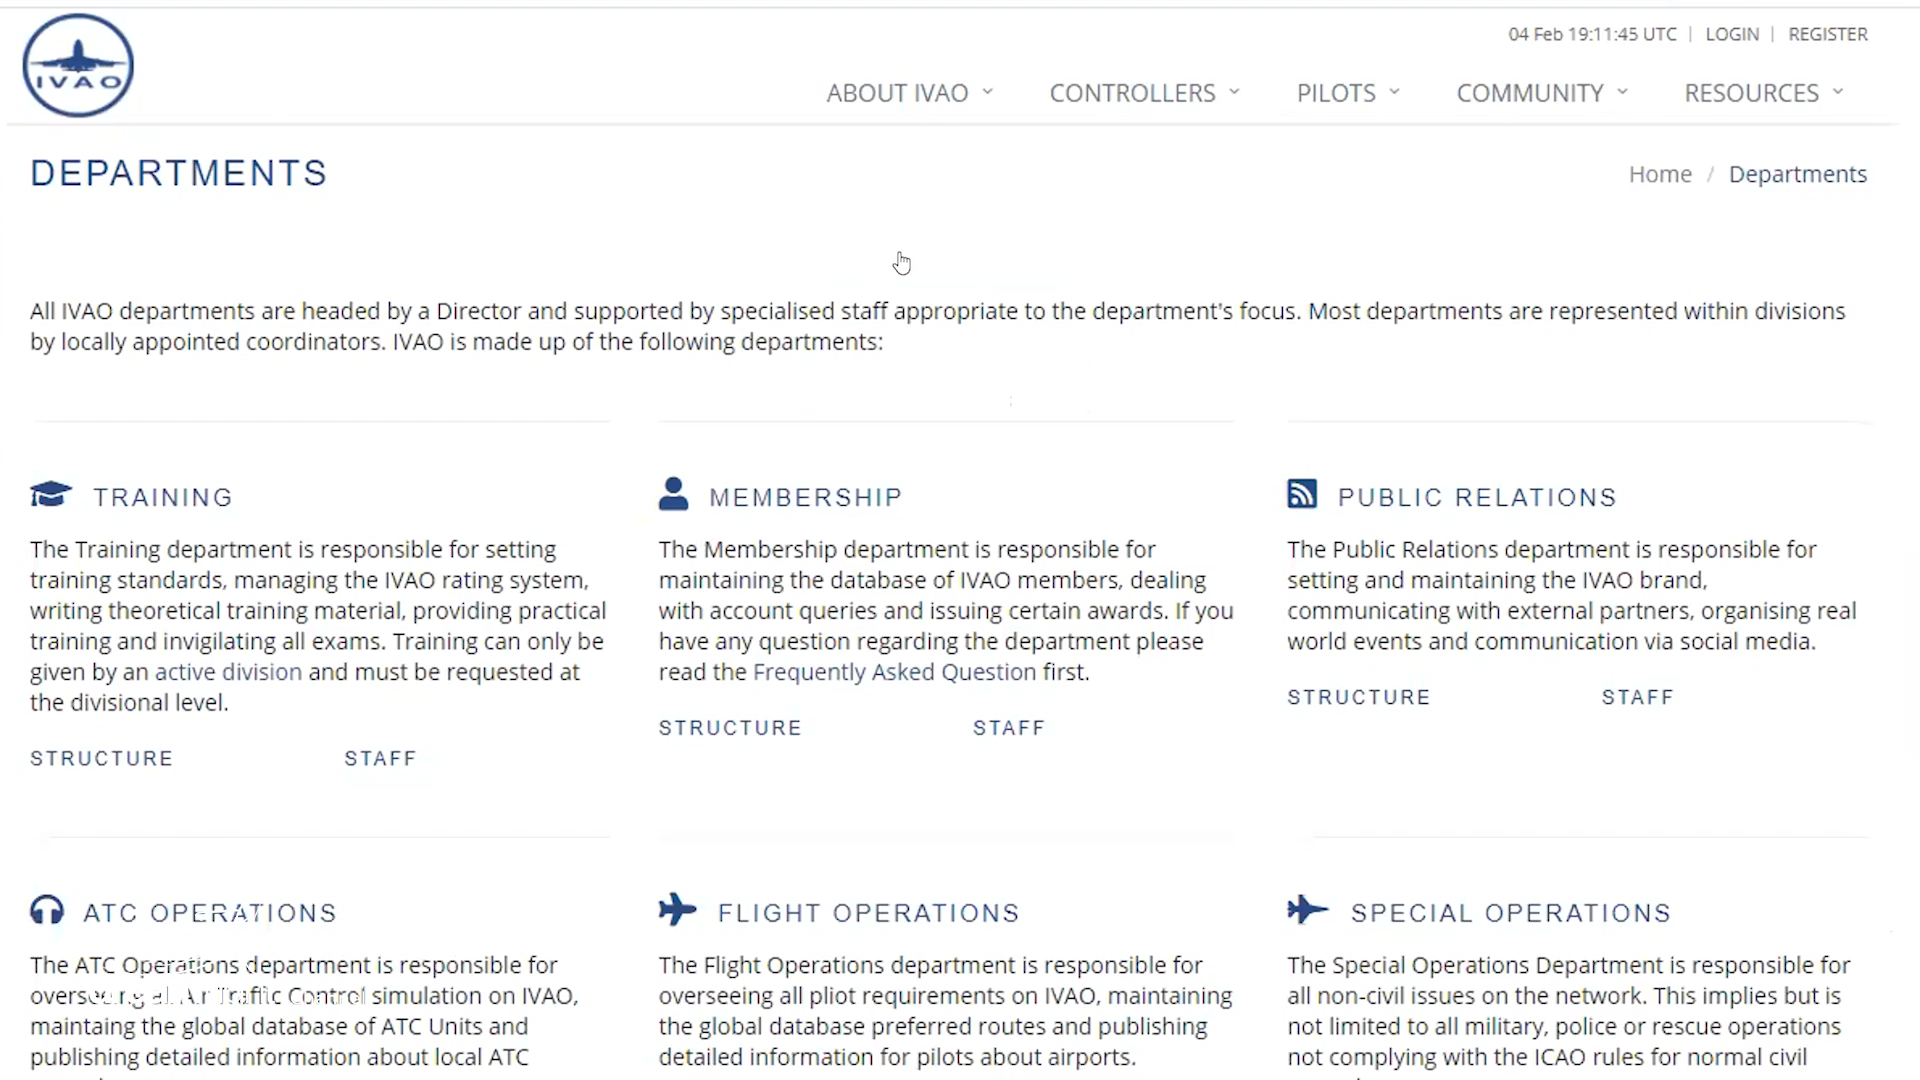 IVAO
04 Feb 19:11:45 UTC | LOGIN | REGISTER
ABOUT IVAO CONTROLLERS PILOTS COMMUNITY RESOURCES
DEPARTMENTS
Home / Departments
All IVAO departments are headed by a Director and supported by specialised staff appropriate to the department's focus. Most departments are represented within divisions
by locally appointed coordinators. IVAO is made up of the following departments:
TRAINING
The Training department is responsible for setting
training standards, managing the IVAO rating system,
writing theoretical training material, providing practical
training and invigilating all exams. Training can only be
given by an active division and must be requested at
the divisional level.
STRUCTURE STAFF
MEMBERSHIP
The Membership department is responsible for
maintaining the database of IVAO members, dealing
with account queries and issuing certain awards. If you
have any question regarding the department please
read the Frequently Asked Question first.
STRUCTURE STAFF
PUBLIC RELATIONS
The Public Relations department is responsible for
setting and maintaining the IVAO brand,
communicating with external partners, organising real
world events and communication via social media.
STRUCTURE STAFF
ATC OPERATIONS
The ATC Operations department is responsible for
Air Traffic Control simulation on IVAO,
maintaing the global database of ATC Units and
publishing detailed information about local ATC
FLIGHT OPERATIONS
The Flight Operations department is responsible for
overseeing all pliot requirements on IVAO, maintaining
the global database preferred routes and publishing
detailed information for pilots about airports.
SPECIAL OPERATIONS
The Special Operations Department is responsible for
all non-civil issues on the network. This implies but is
not limited to all military, police or rescue operations
not complying with the ICAO rules for normal civil